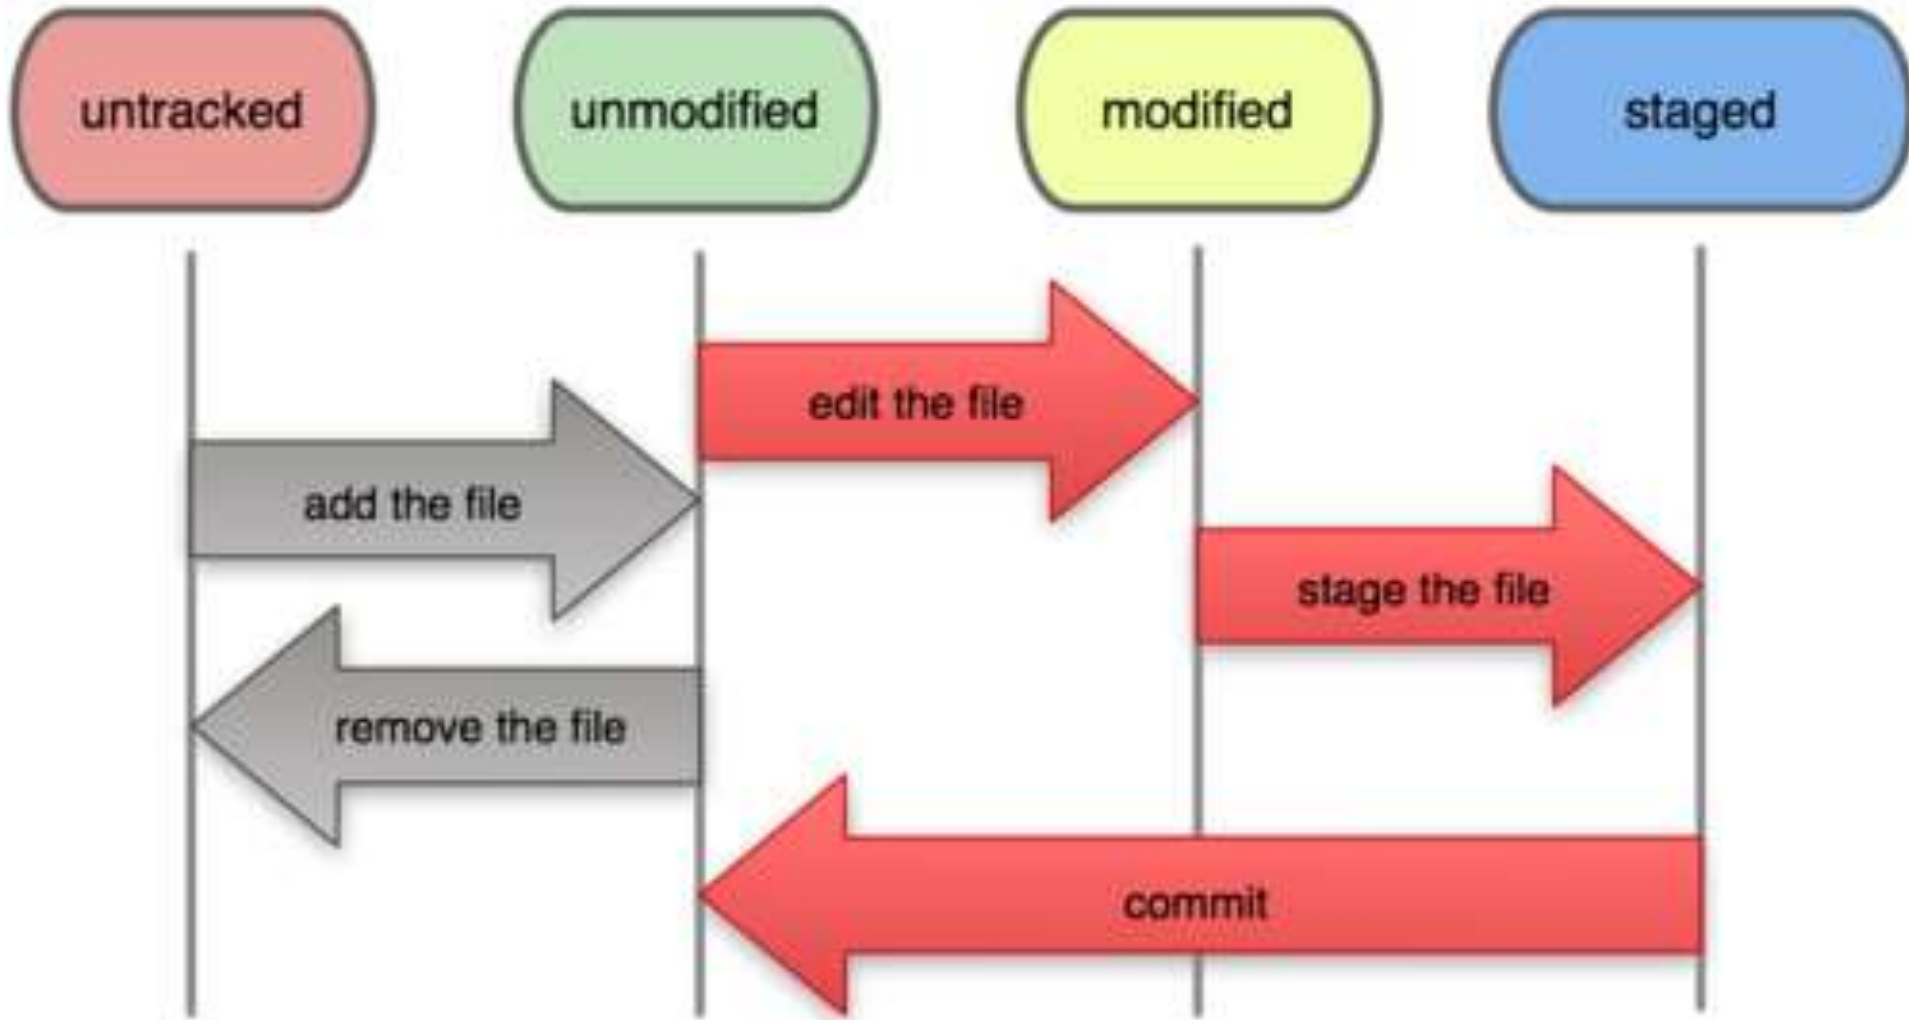 untracked
unmodified
modified
staged
edit the file
add the file
stage the file
remove the file
commit